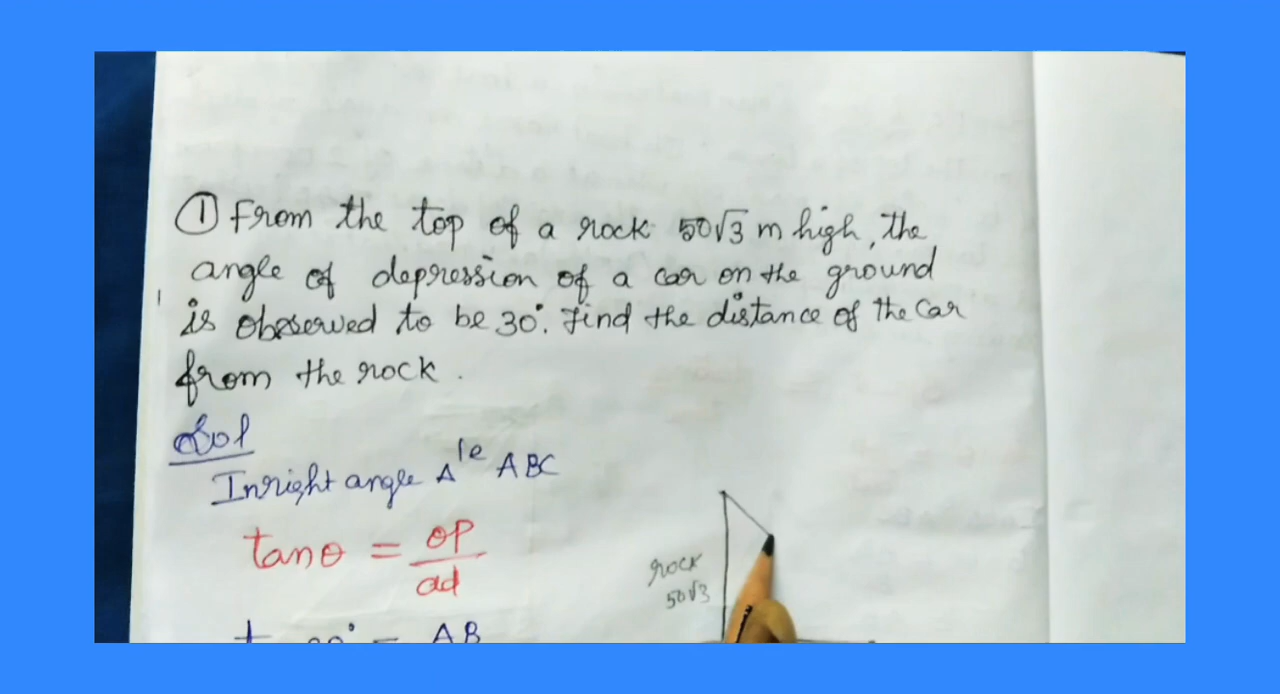 ① From the top of a rock 50√3 m high, the
angle of depression of a car on the ground
is observed to be 30°. Find the distance of the car
from the rock.
Sol
In right angle Δle ABC
tanθ = op/ad
rock
50√3
AB